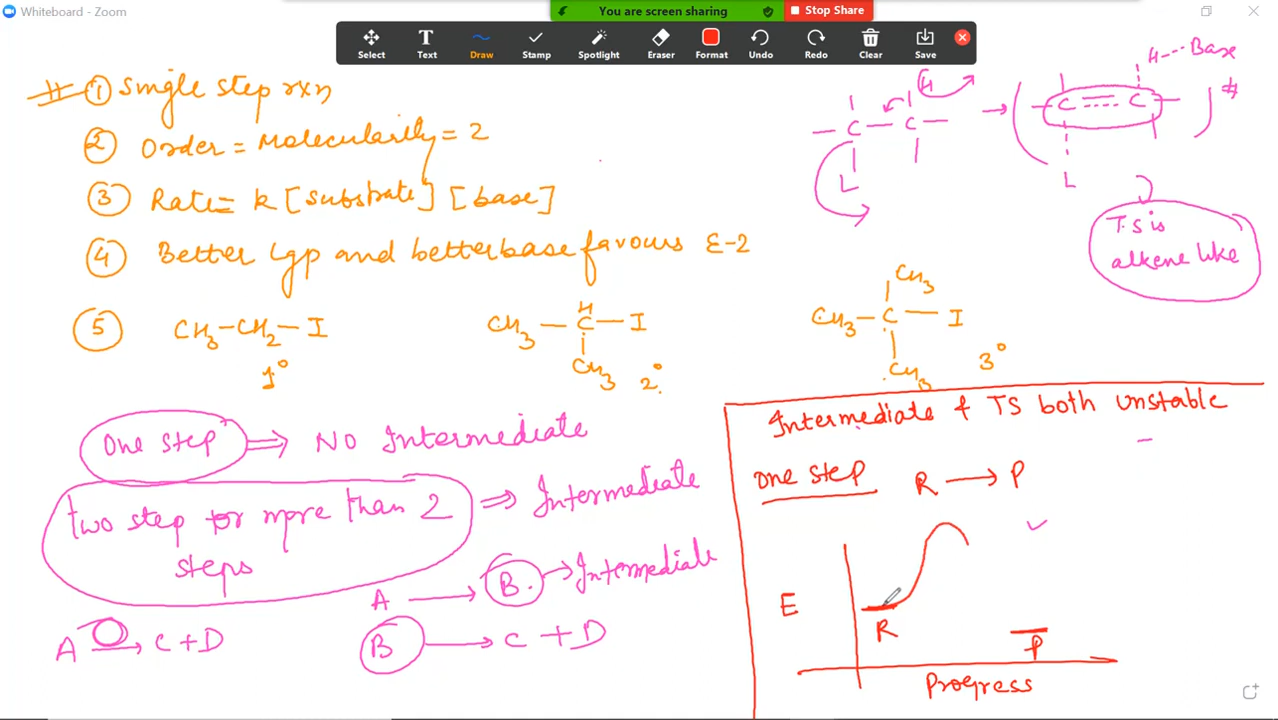 Whiteboard - Zoom
You are screen sharing
Stop Share
Select
Text
Draw
Stamp
Spotlight
Eraser
Format
Undo
Redo
Clear
Save
① Single step rxn
② Order = Molecularity = 2
③ Rate = k [substrate] [base]
④ Better Lgp and better base favours E-2
⑤ CH3-CH2-I
1°
CH3 - C - I
H
CH3
2°
CH3
CH3 - C - I
CH3
3°
H
C - C
L
→
H---Base
C C
L
#
T.S is
alkene like
One step ⇒ NO Intermediate
two step or more than 2
steps
⇒ Intermediate
A → B → Intermediate
A → C + D
B → C + D
Intermediate & TS both unstable
One step R → P
E
R
P
Progress